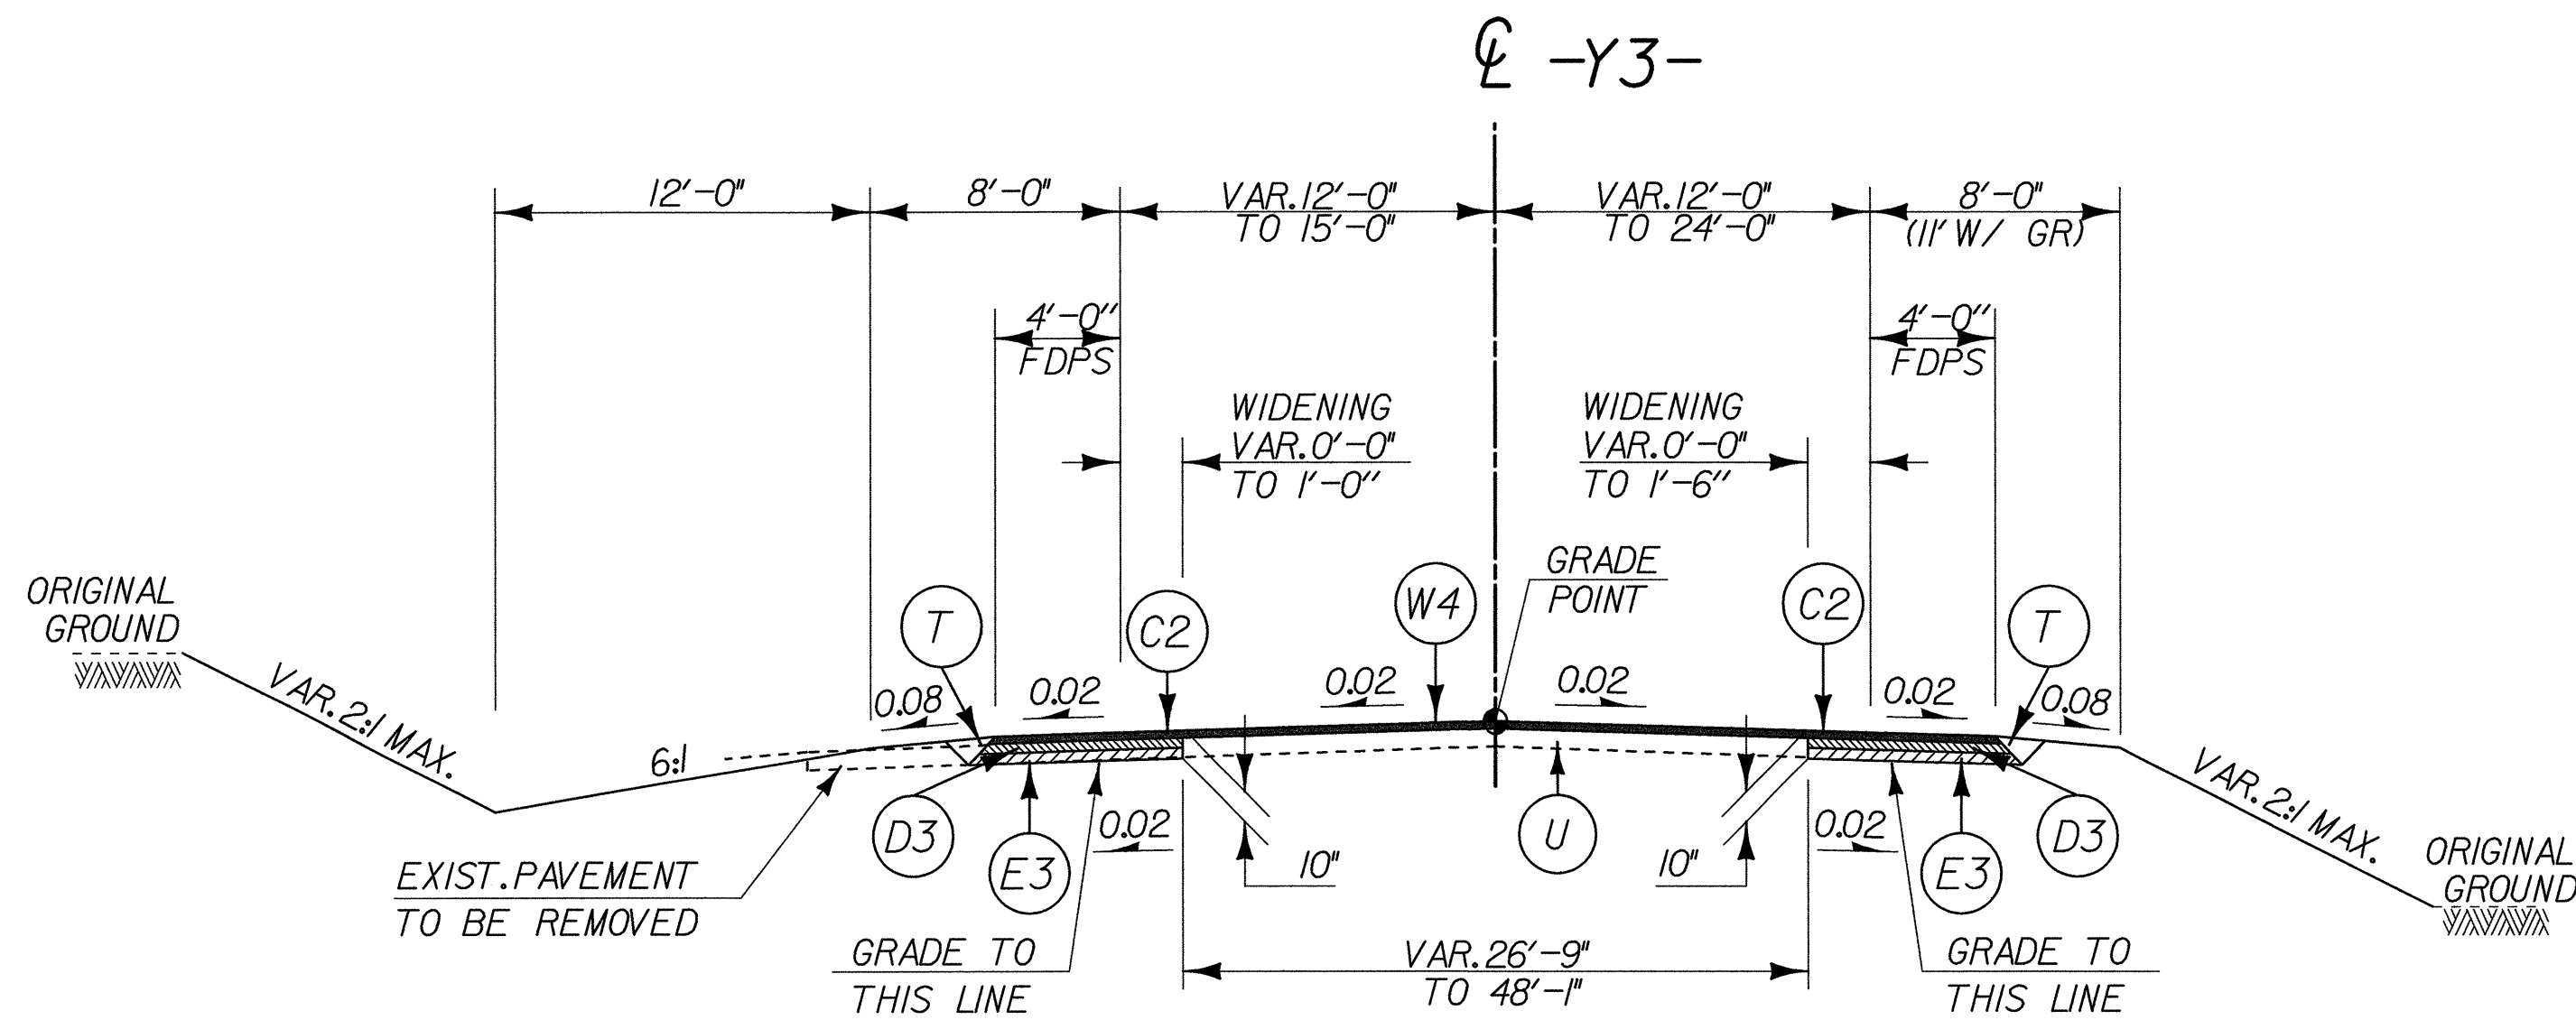 ℄ -Y3-
12'-0"
8'-0"
VAR. 12'-0"
TO 15'-0"
VAR. 12'-0"
TO 24'-0"
8'-0"
(11' W/ GR)
4'-0"
FDPS
4'-0"
FDPS
WIDENING
VAR. 0'-0"
TO 1'-0"
WIDENING
VAR. 0'-0"
TO 1'-6"
GRADE
POINT
ORIGINAL
GROUND
T
C2
W4
C2
T
VAR. 2:1 MAX.
0.08
0.02
0.02
0.02
0.02
0.08
6:1
VAR. 2:1 MAX.
D3
E3
0.02
10"
U
10"
0.02
E3
D3
ORIGINAL
GROUND
EXIST. PAVEMENT
TO BE REMOVED
GRADE TO
THIS LINE
VAR. 26'-9"
TO 48'-1"
GRADE TO
THIS LINE